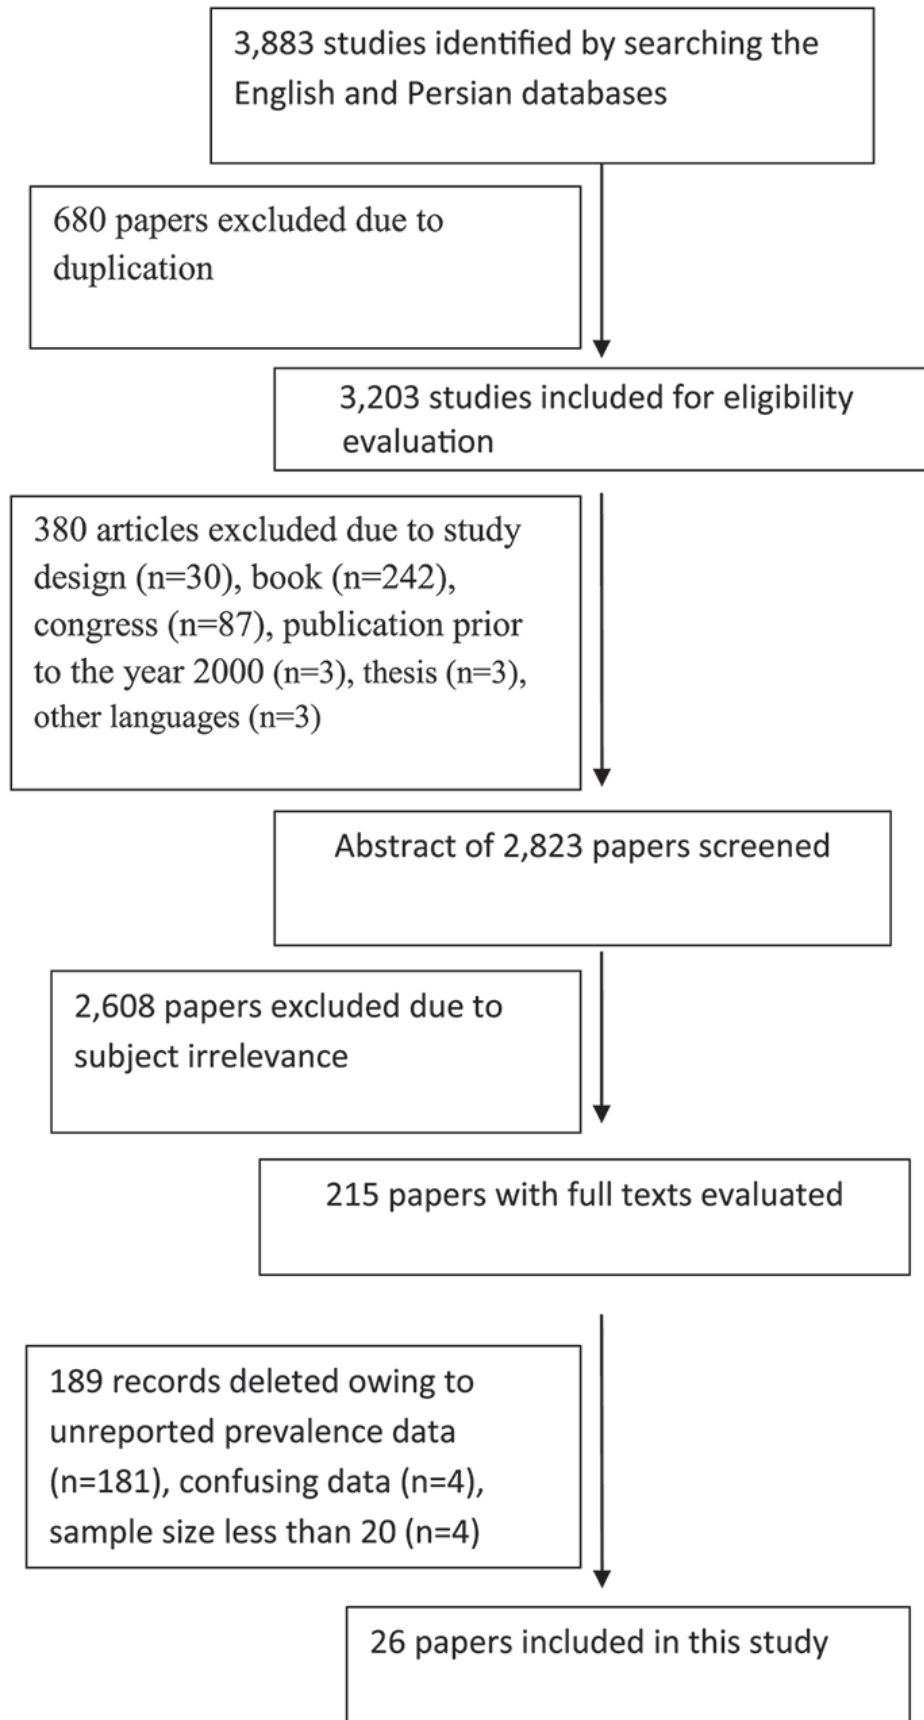 3,883 studies identified by searching the
English and Persian databases
680 papers excluded due to
duplication
3,203 studies included for eligibility
evaluation
380 articles excluded due to study
design (n=30), book (n=242),
congress (n=87), publication prior
to the year 2000 (n=3), thesis (n=3),
other languages (n=3)
Abstract of 2,823 papers screened
2,608 papers excluded due to
subject irrelevance
215 papers with full texts evaluated
189 records deleted owing to
unreported prevalence data
(n=181), confusing data (n=4),
sample size less than 20 (n=4)
26 papers included in this study